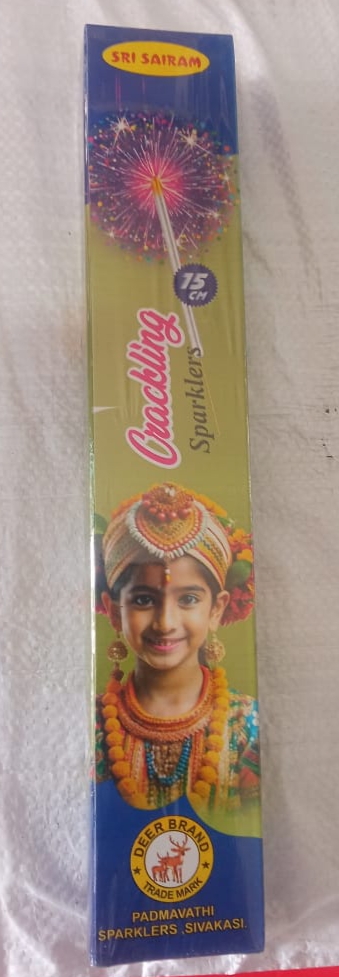 SRI SAIRAM
15
CM
Crackling
Sparklers
DEER BRAND
TRADE MARK
PADMAVATHI
SPARKLERS ,SIVAKASI.